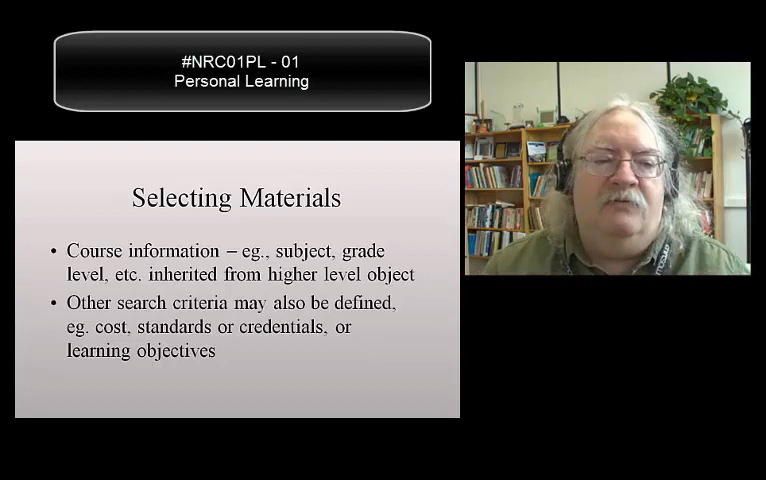 #NRC01PL - 01
Personal Learning
Selecting Materials
• Course information – eg., subject, grade
level, etc. inherited from higher level object
• Other search criteria may also be defined,
eg. cost, standards or credentials, or
learning objectives